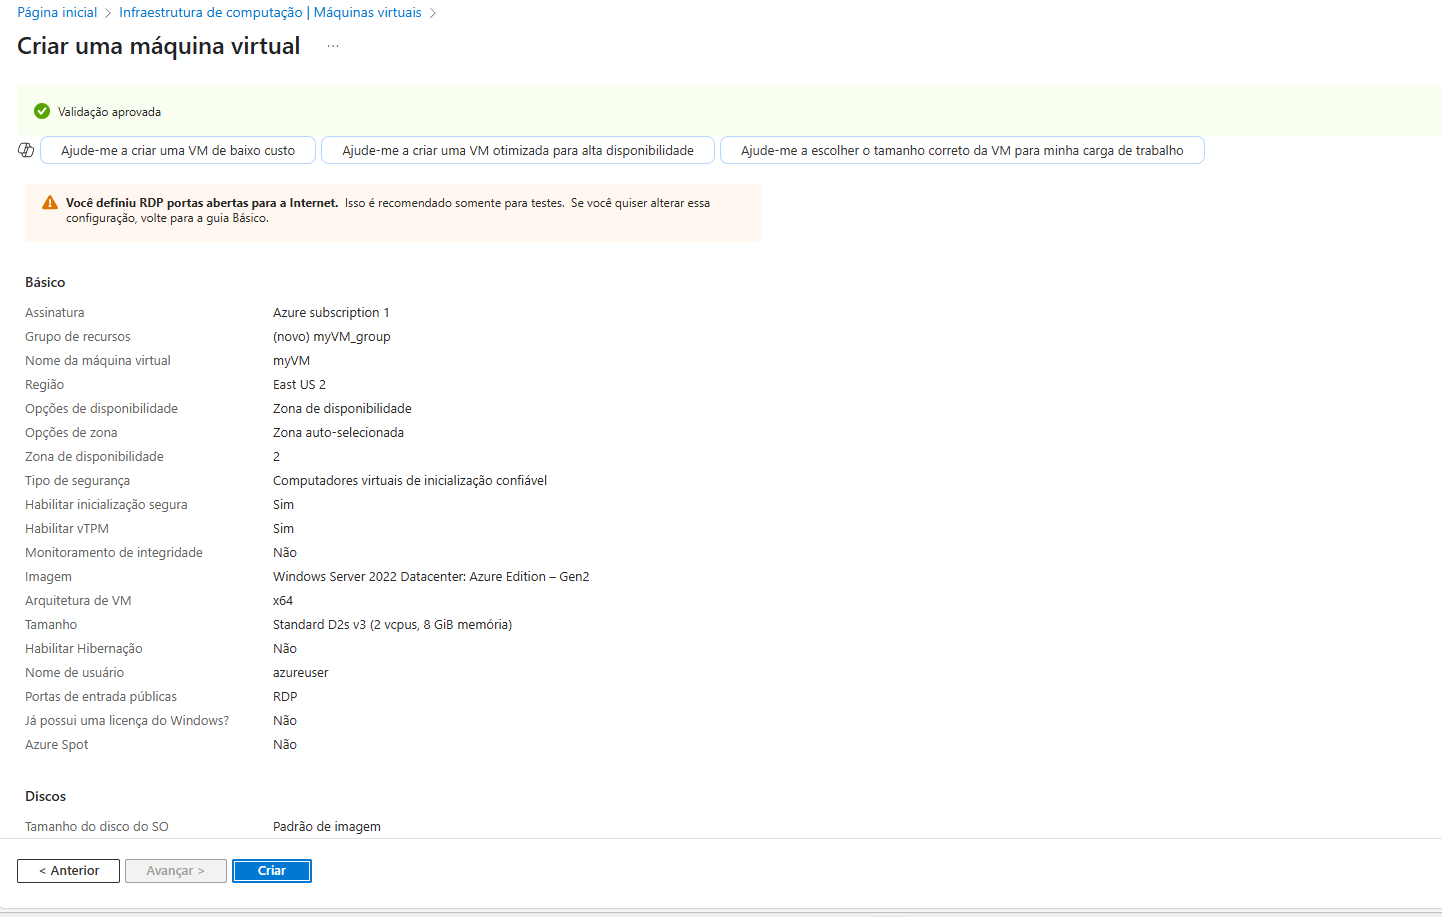 Página inicial > Infraestrutura de computação | Máquinas virtuais >
Criar uma máquina virtual ...
Validação aprovada
Ajude-me a criar uma VM de baixo custo
Ajude-me a criar uma VM otimizada para alta disponibilidade
Ajude-me a escolher o tamanho correto da VM para minha carga de trabalho
Você definiu RDP portas abertas para a Internet. Isso é recomendado somente para testes. Se você quiser alterar essa
configuração, volte para a guia Básico.
Básico
Assinatura Azure subscription 1
Grupo de recursos (novo) myVM_group
Nome da máquina virtual myVM
Região East US 2
Opções de disponibilidade Zona de disponibilidade
Opções de zona Zona auto-selecionada
Zona de disponibilidade 2
Tipo de segurança Computadores virtuais de inicialização confiável
Habilitar inicialização segura Sim
Habilitar vTPM Sim
Monitoramento de integridade Não
Imagem Windows Server 2022 Datacenter: Azure Edition – Gen2
Arquitetura de VM x64
Tamanho Standard D2s v3 (2 vcpus, 8 GiB memória)
Habilitar Hibernação Não
Nome de usuário azureuser
Portas de entrada públicas RDP
Já possui uma licença do Windows? Não
Azure Spot Não
Discos
Tamanho do disco do SO Padrão de imagem
< Anterior Avançar > Criar